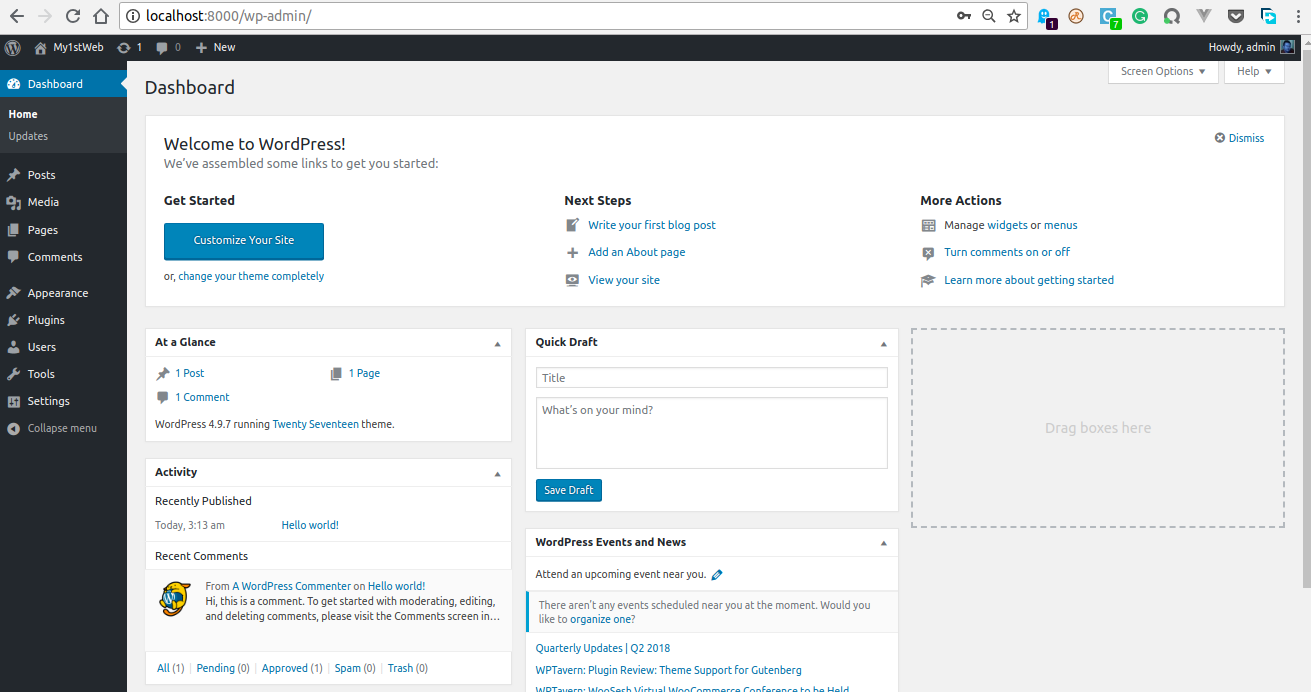 localhost:8000/wp-admin/
1
7
My1stWeb
1
0
New
Howdy, admin
Dashboard
Home
Updates
Posts
Media
Pages
Comments
Appearance
Plugins
Users
Tools
Settings
Collapse menu
Dashboard
Screen Options
Help
Welcome to WordPress!
We've assembled some links to get you started:
Dismiss
Get Started
Customize Your Site
or, change your theme completely
Next Steps
Write your first blog post
Add an About page
View your site
More Actions
Manage widgets or menus
Turn comments on or off
Learn more about getting started
At a Glance
1 Post
1 Page
1 Comment
WordPress 4.9.7 running Twenty Seventeen theme.
Activity
Recently Published
Today, 3:13 am
Hello world!
Recent Comments
From A WordPress Commenter on Hello world!
Hi, this is a comment. To get started with moderating, editing,
and deleting comments, please visit the Comments screen in…
All (1) | Pending (0) | Approved (1) | Spam (0) | Trash (0)
Quick Draft
Title
What's on your mind?
Save Draft
WordPress Events and News
Attend an upcoming event near you.
There aren't any events scheduled near you at the moment. Would you
like to organize one?
Quarterly Updates | Q2 2018
WPTavern: Plugin Review: Theme Support for Gutenberg
WPTavern: WooSesh Virtual WooCommerce Conference to be Held
Drag boxes here